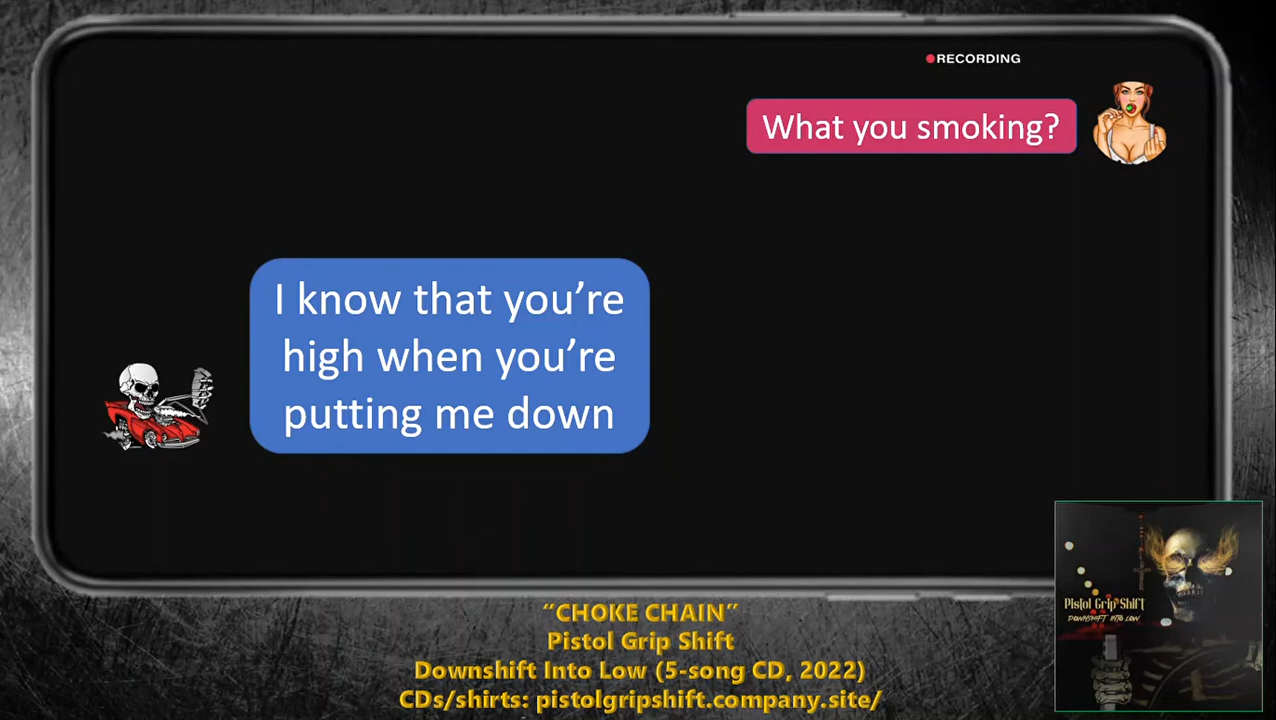 RECORDING
What you smoking?
I know that you’re
high when you’re
putting me down
Pistol Grip Shift
DOWNSHIFT INTO LOW
“CHOKE CHAIN”
Pistol Grip Shift
Downshift Into Low (5-song CD, 2022)
CDs/shirts: pistolgripshift.company.site/